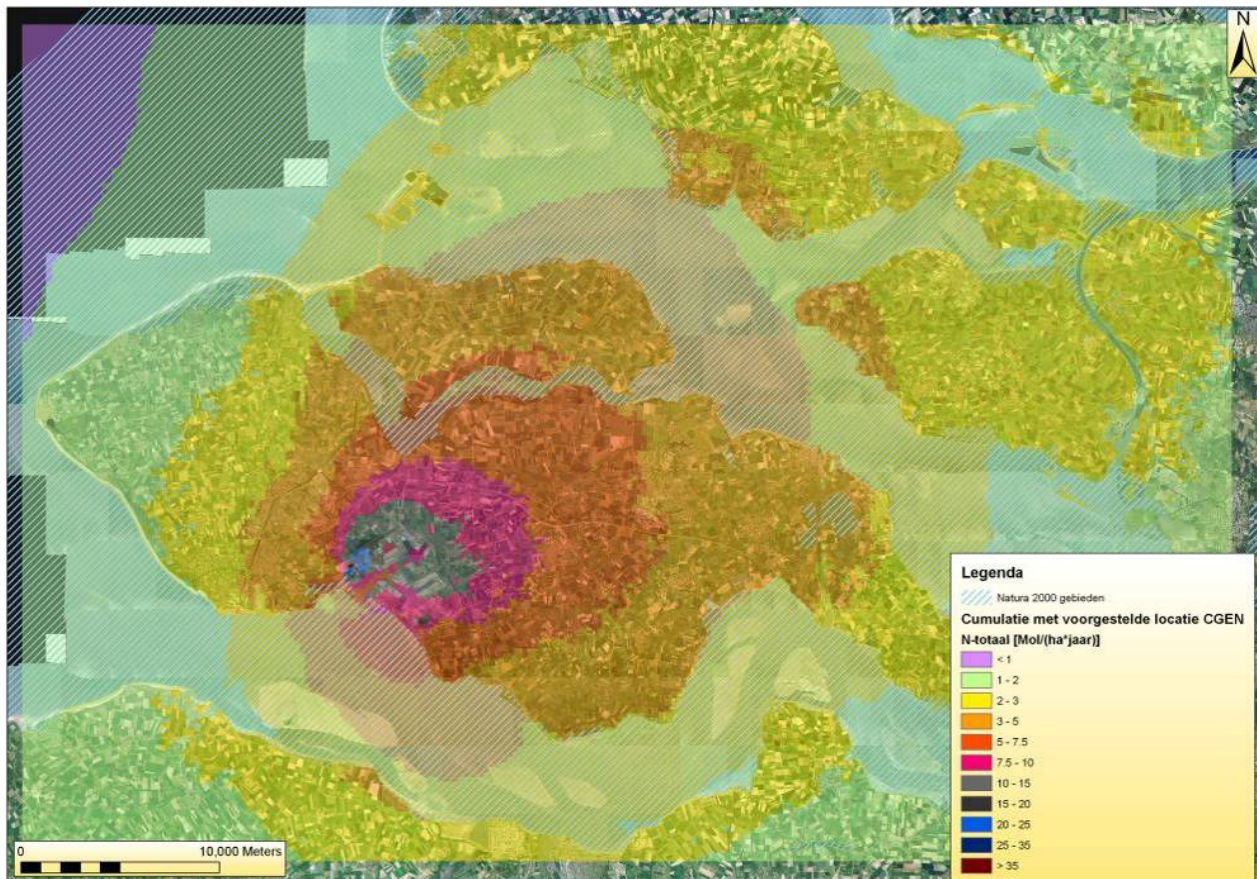 N
Legenda
Natura 2000 gebieden
Cumulatie met voorgestelde locatie CGEN
N-totaal [Mol/(ha*jaar)]
< 1
1 - 2
2 - 3
3 - 5
5 - 7.5
7.5 - 10
10 - 15
15 - 20
20 - 25
25 - 35
> 35
0 10,000 Meters